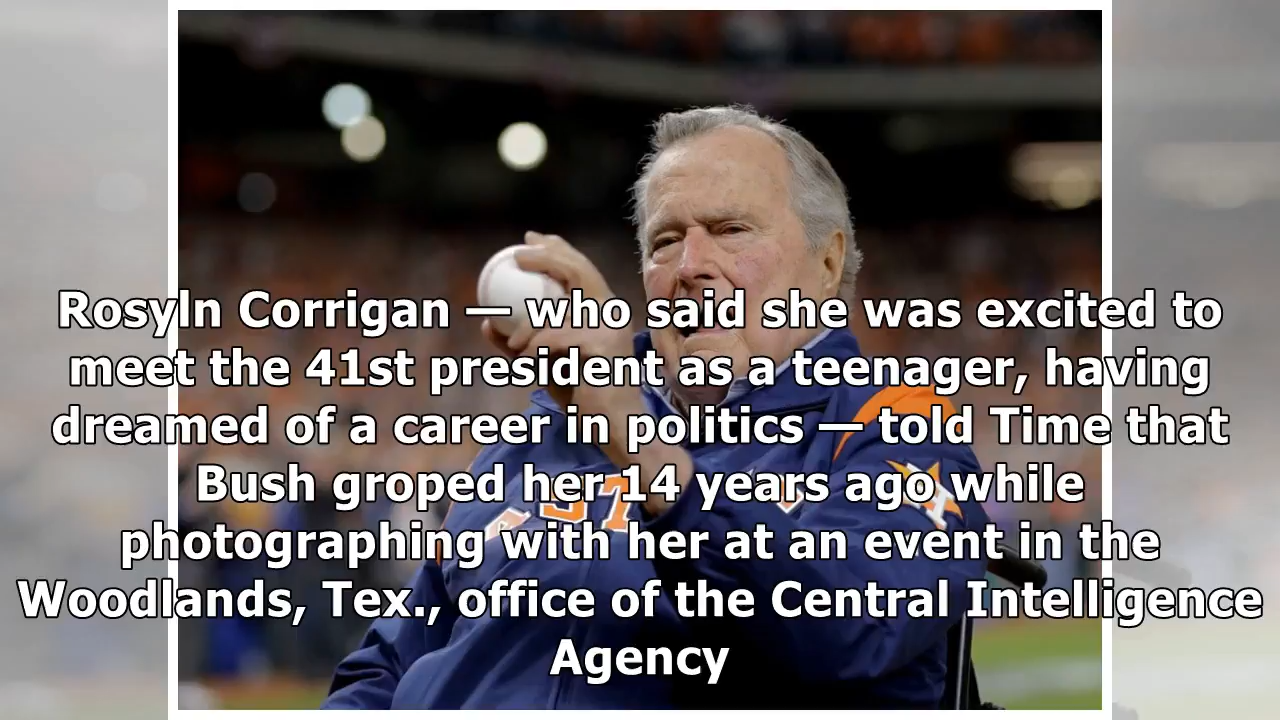 Rosyln Corrigan — who said she was excited to
meet the 41st president as a teenager, having
dreamed of a career in politics — told Time that
Bush groped her 14 years ago while
photographing with her at an event in the
Woodlands, Tex., office of the Central Intelligence
Agency